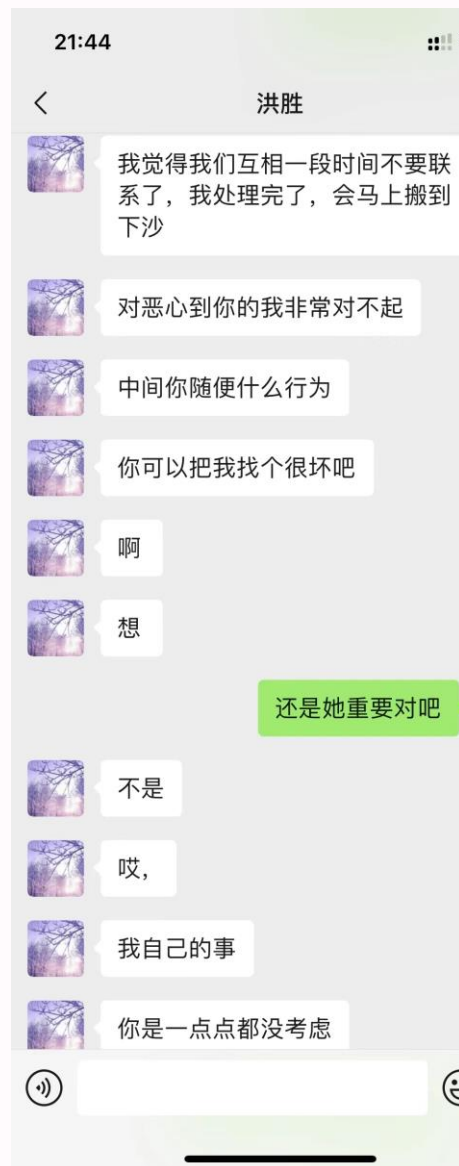 21:44
洪胜
我觉得我们互相一段时间不要联
系了，我处理完了，会马上搬到
下沙
对恶心到你的我非常对不起
中间你随便什么行为
你可以把我找个很坏吧
啊
想
还是她重要对吧
不是
哎，
我自己的事
你是一点点都没考虑